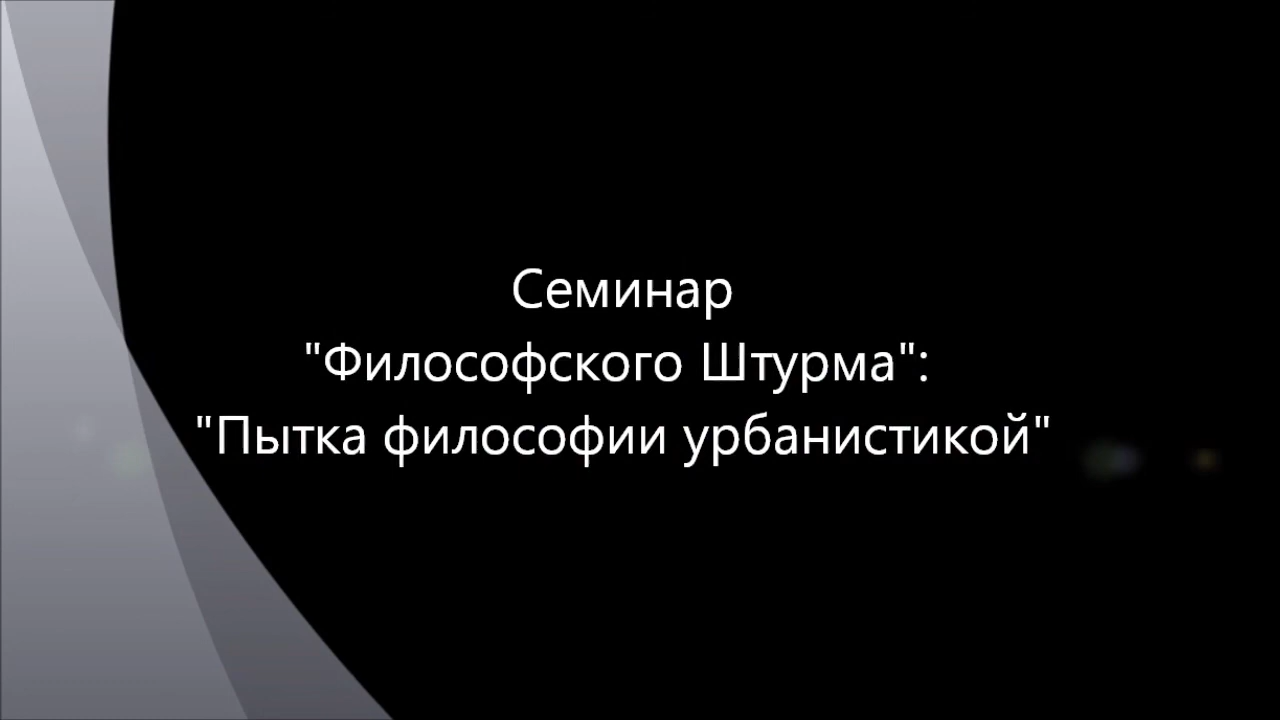 Семинар
"Философского Штурма":
"Пытка философии урбанистикой"